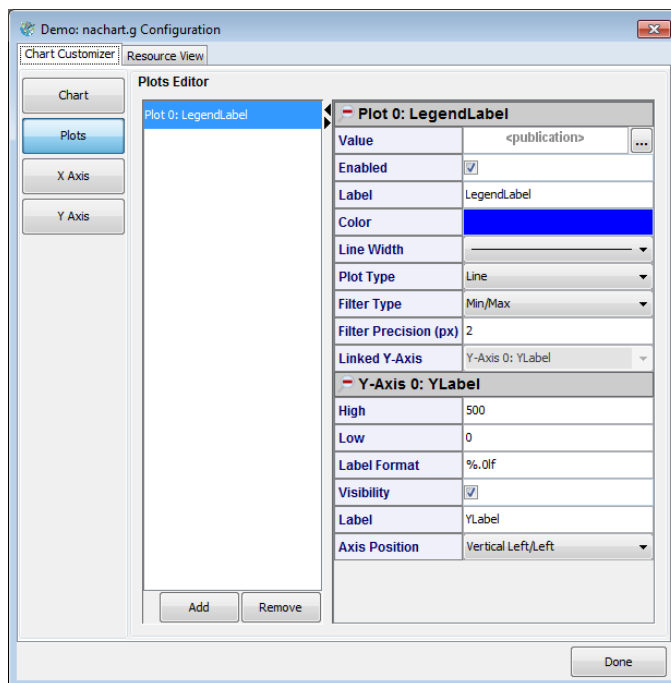 Demo: nachart.g Configuration
Chart Customizer
Resource View
Chart
Plots
X Axis
Y Axis
Plots Editor
Plot 0: LegendLabel
Add
Remove
Plot 0: LegendLabel
Value <publication> ...
Enabled
Label LegendLabel
Color
Line Width
Plot Type Line
Filter Type Min/Max
Filter Precision (px) 2
Linked Y-Axis Y-Axis 0: YLabel
Y-Axis 0: YLabel
High 500
Low 0
Label Format %.0lf
Visibility
Label YLabel
Axis Position Vertical Left/Left
Done